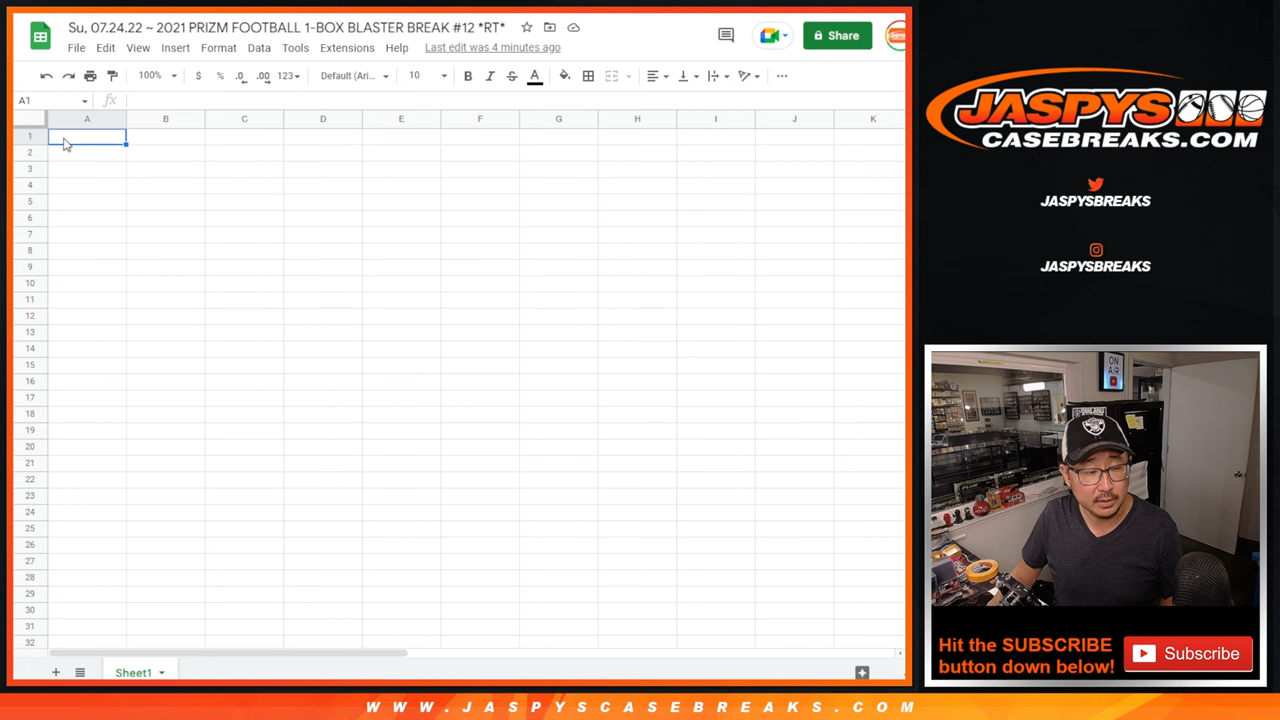 Su, 07.24.22 ~ 2021 PRIZM FOOTBALL 1-BOX BLASTER BREAK #12 *RT*
File Edit View Insert Format Data Tools Extensions Help Last edit was 4 minutes ago
Share
100% $ % .0 .00 123 Default (Ari... 10 B I S A
A1 fx
A B C D E F G H I J K
1
2
3
4
5
6
7
8
9
10
11
12
13
14
15
16
17
18
19
20
21
22
23
24
25
26
27
28
29
30
31
32
Sheet1
JASPYS
CASEBREAKS.COM
JASPYSBREAKS
JASPYSBREAKS
ON
AIR
Hit the SUBSCRIBE
button down below!
Subscribe
WWW.JASPYSCASEBREAKS.COM